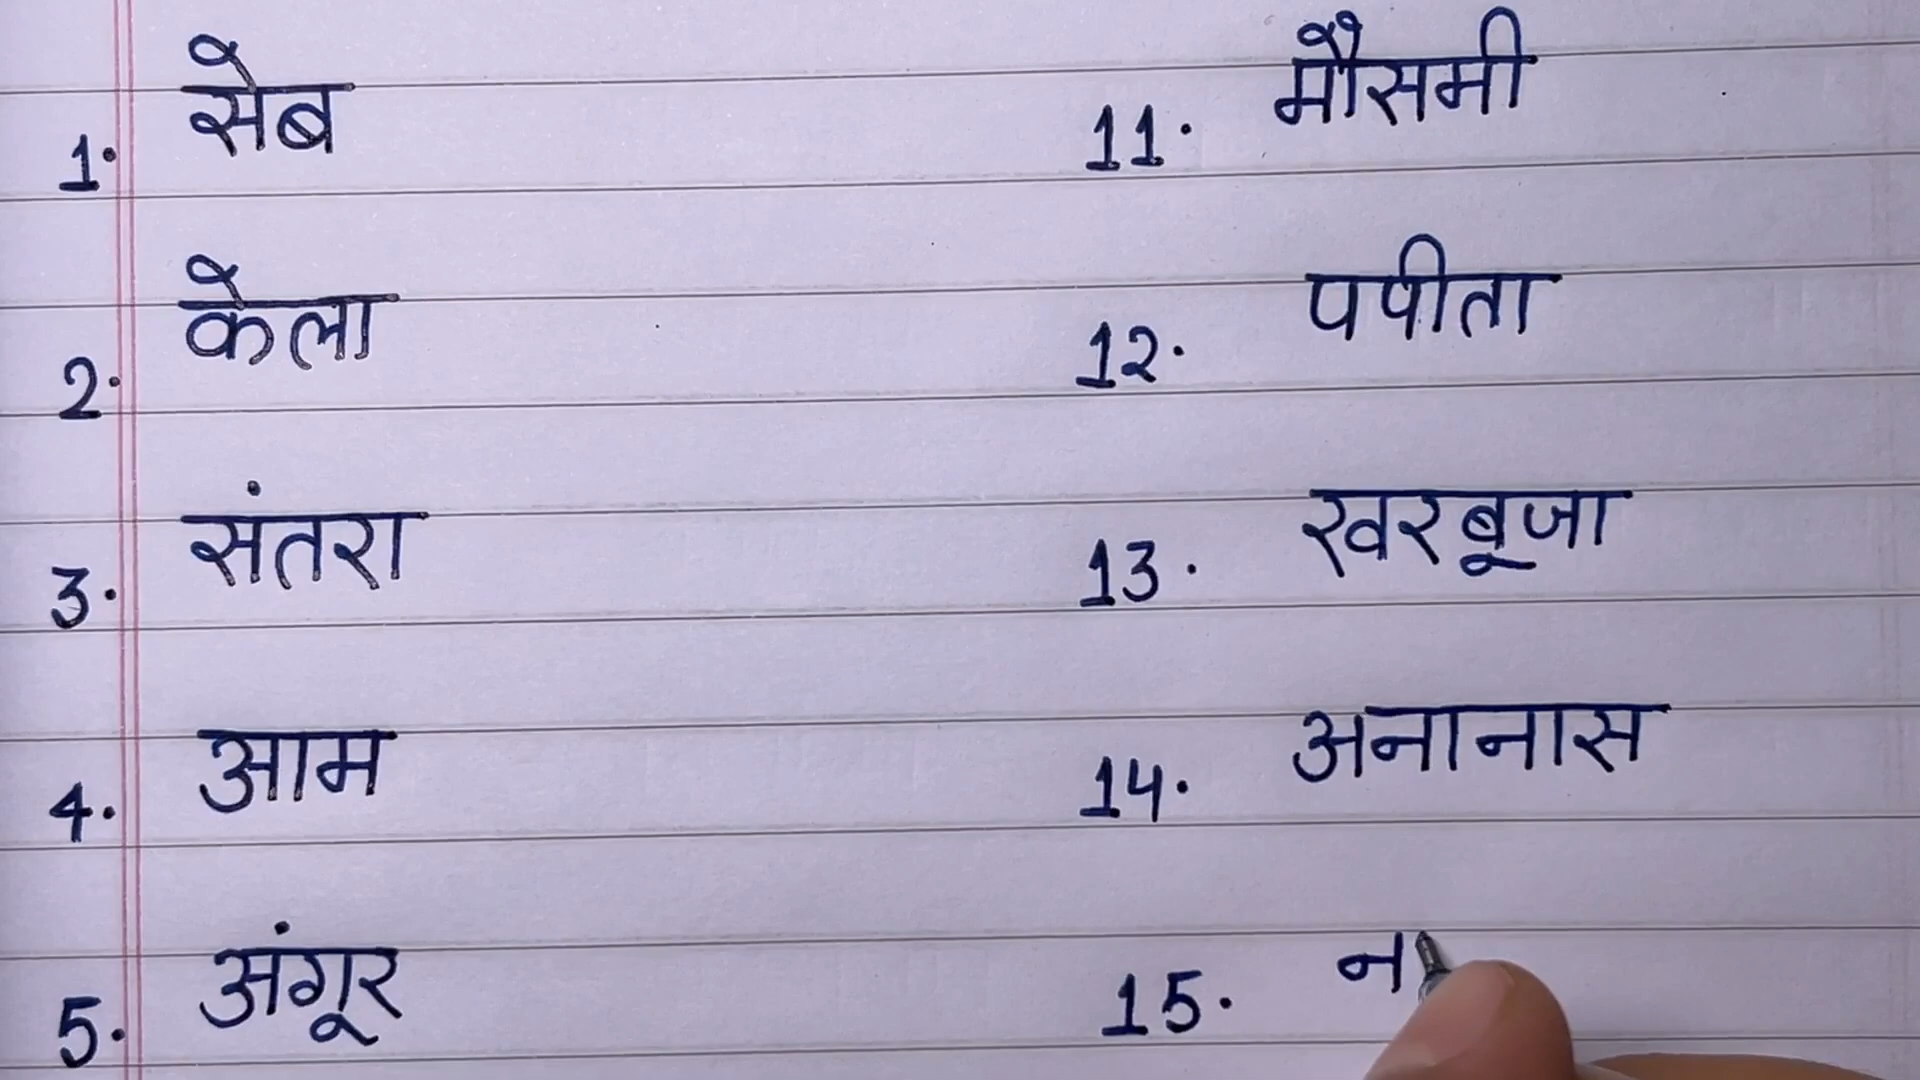 1. सेब
2. केला
3. संतरा
4. आम
5. अंगूर
11. मौसमी
12. पपीता
13. खरबूजा
14. अनानास
15. न